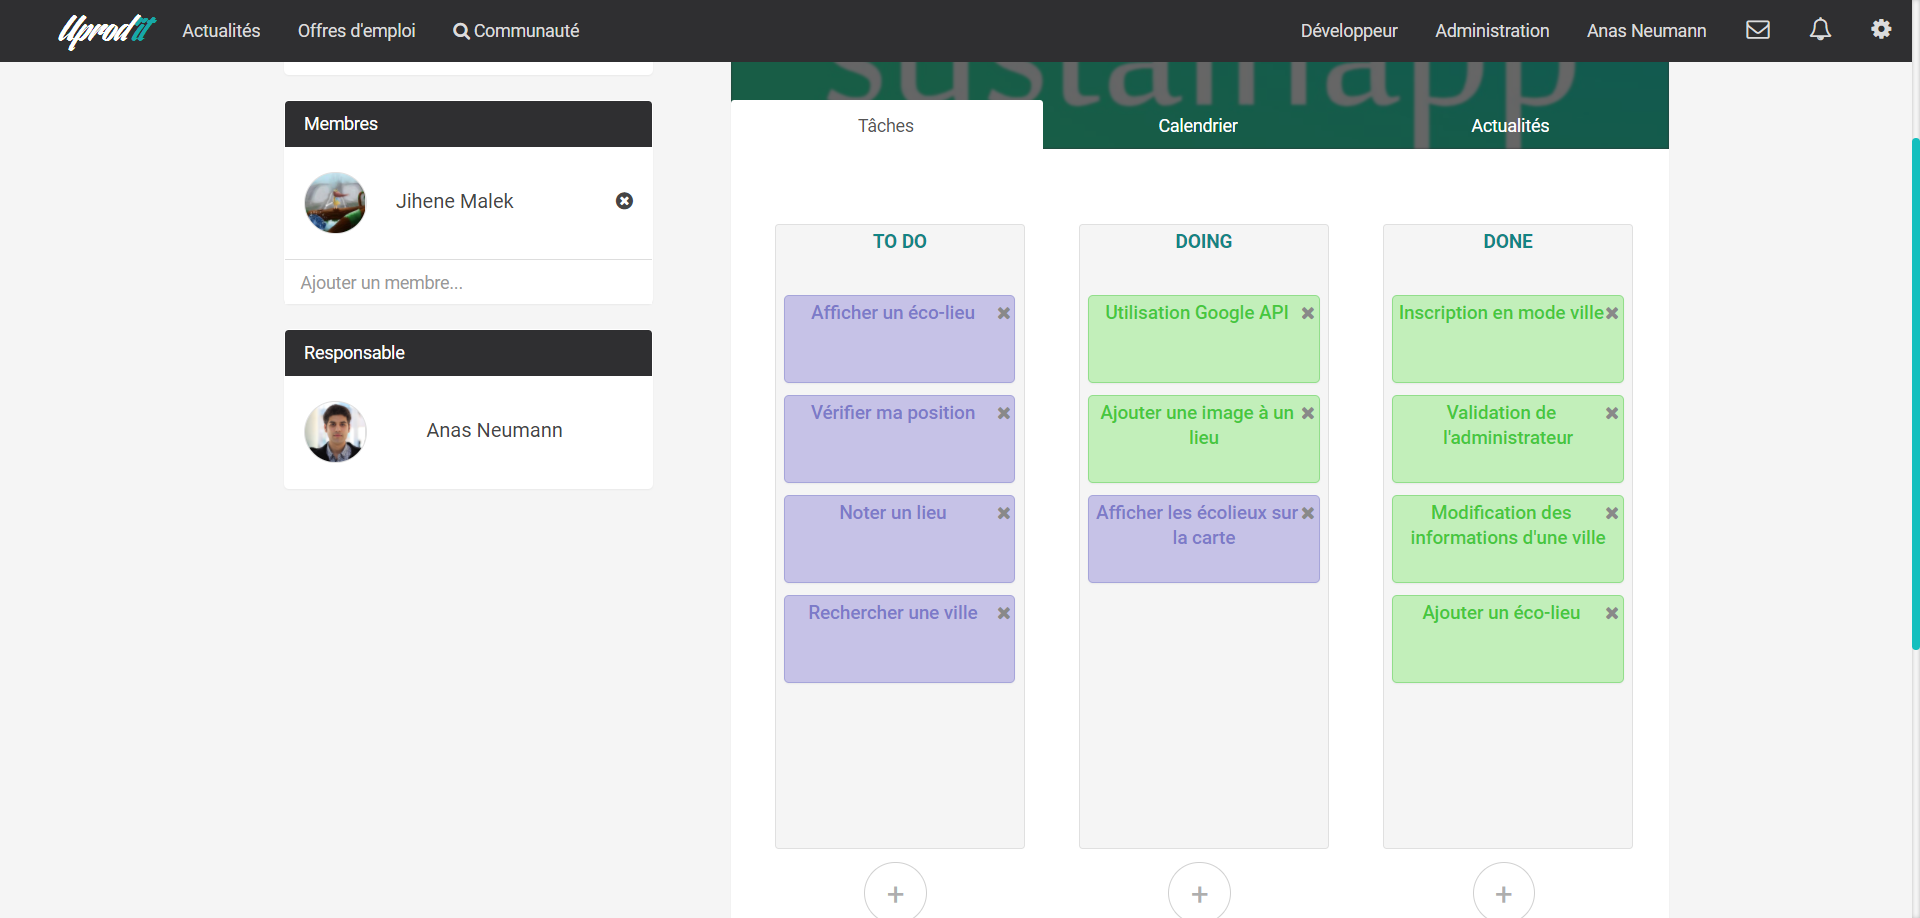 Uprodit
Actualités
Offres d'emploi
Communauté
Développeur
Administration
Anas Neumann
sustainapp
Membres
Jihene Malek
Ajouter un membre...
Responsable
Anas Neumann
Tâches
Calendrier
Actualités
TO DO
Afficher un éco-lieu
Vérifier ma position
Noter un lieu
Rechercher une ville
DOING
Utilisation Google API
Ajouter une image à un
lieu
Afficher les écolieux sur
la carte
DONE
Inscription en mode ville
Validation de
l'administrateur
Modification des
informations d'une ville
Ajouter un éco-lieu